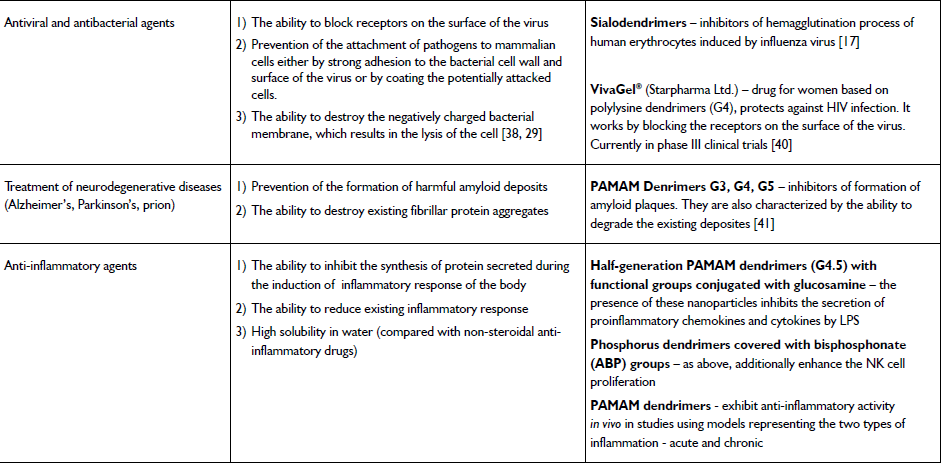 Antiviral and antibacterial agents
1) The ability to block receptors on the surface of the virus
2) Prevention of the attachment of pathogens to mammalian
cells either by strong adhesion to the bacterial cell wall and
surface of the virus or by coating the potentially attacked
cells.
3) The ability to destroy the negatively charged bacterial
membrane, which results in the lysis of the cell [38, 29]
Sialodendrimers – inhibitors of hemagglutination process of
human erythrocytes induced by influenza virus [17]
VivaGel® (Starpharma Ltd.) – drug for women based on
polylysine dendrimers (G4), protects against HIV infection. It
works by blocking the receptors on the surface of the virus.
Currently in phase III clinical trials [40]
Treatment of neurodegenerative diseases
(Alzheimer's, Parkinson's, prion)
1) Prevention of the formation of harmful amyloid deposits
2) The ability to destroy existing fibrillar protein aggregates
PAMAM Denrimers G3, G4, G5 – inhibitors of formation of
amyloid plaques. They are also characterized by the ability to
degrade the existing deposites [41]
Anti-inflammatory agents
1) The ability to inhibit the synthesis of protein secreted during
the induction of inflammatory response of the body
2) The ability to reduce existing inflammatory response
3) High solubility in water (compared with non-steroidal anti-
inflammatory drugs)
Half-generation PAMAM dendrimers (G4.5) with
functional groups conjugated with glucosamine – the
presence of these nanoparticles inhibits the secretion of
proinflammatory chemokines and cytokines by LPS
Phosphorus dendrimers covered with bisphosphonate
(ABP) groups – as above, additionally enhance the NK cell
proliferation
PAMAM dendrimers - exhibit anti-inflammatory activity
in vivo in studies using models representing the two types of
inflammation - acute and chronic